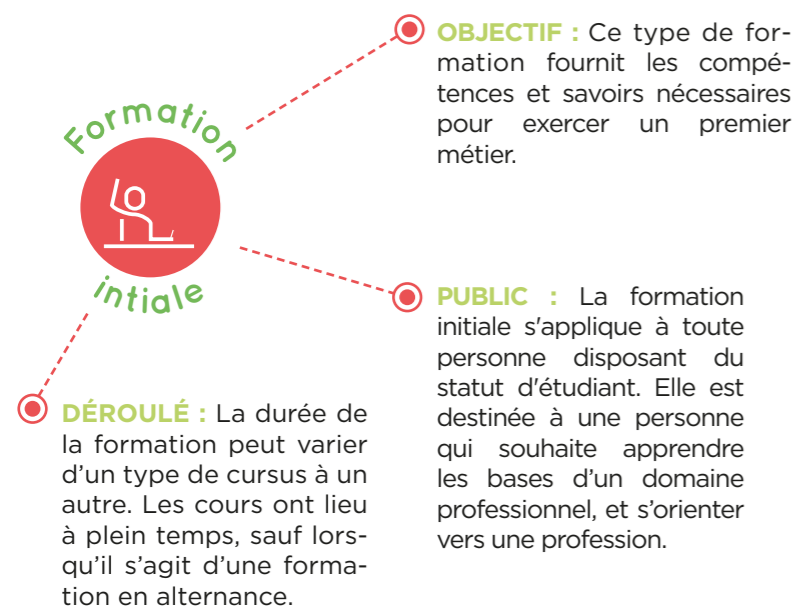 Formation
intiale
OBJECTIF : Ce type de for-
mation fournit les compé-
tences et savoirs nécessaires
pour exercer un premier
métier.
PUBLIC : La formation
initiale s'applique à toute
personne disposant du
statut d'étudiant. Elle est
destinée à une personne
qui souhaite apprendre
les bases d’un domaine
professionnel, et s’orienter
vers une profession.
DÉROULÉ : La durée de
la formation peut varier
d’un type de cursus à un
autre. Les cours ont lieu
à plein temps, sauf lors-
qu’il s’agit d’une forma-
tion en alternance.